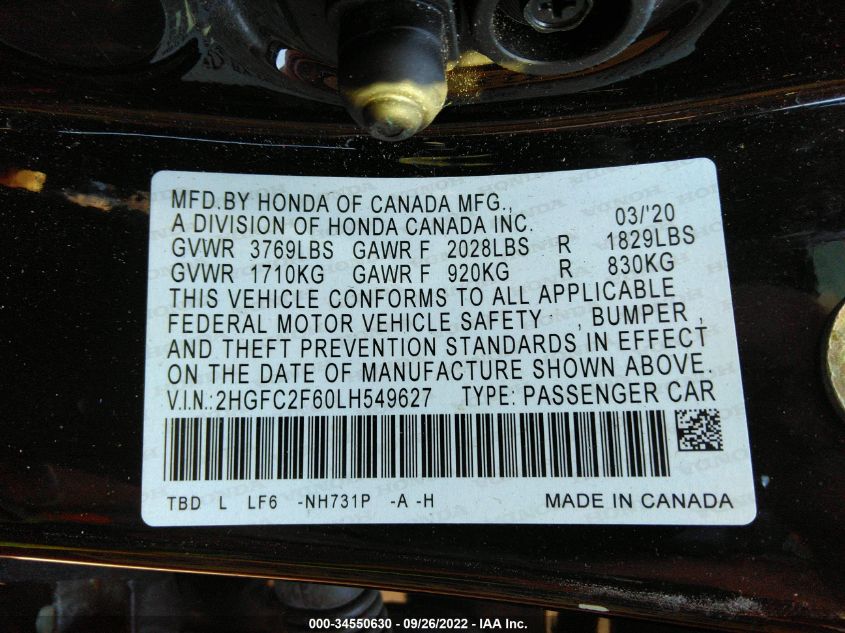 MFD.BY HONDA OF CANADA MFG.,
A DIVISION OF HONDA CANADA INC. 03/'20
GVWR 3769LBS GAWR F 2028LBS R 1829LBS
GVWR 1710KG GAWR F 920KG R 830KG
THIS VEHICLE CONFORMS TO ALL APPLICABLE
FEDERAL MOTOR VEHICLE SAFETY , BUMPER ,
AND THEFT PREVENTION STANDARDS IN EFFECT
ON THE DATE OF MANUFACTURE SHOWN ABOVE.
V.I.N.:2HGFC2F60LH549627 TYPE: PASSENGER CAR
TBD L LF6 -NH731P -A -H MADE IN CANADA
000-34550630 - 09/26/2022 - IAA Inc.